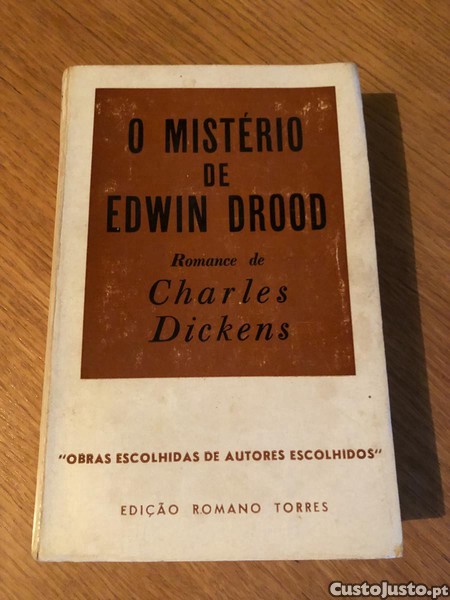 O MISTÉRIO
DE
EDWIN DROOD
Romance de
Charles
Dickens
"OBRAS ESCOLHIDAS DE AUTORES ESCOLHIDOS"
EDIÇÃO ROMANO TORRES
CustoJusto.pt